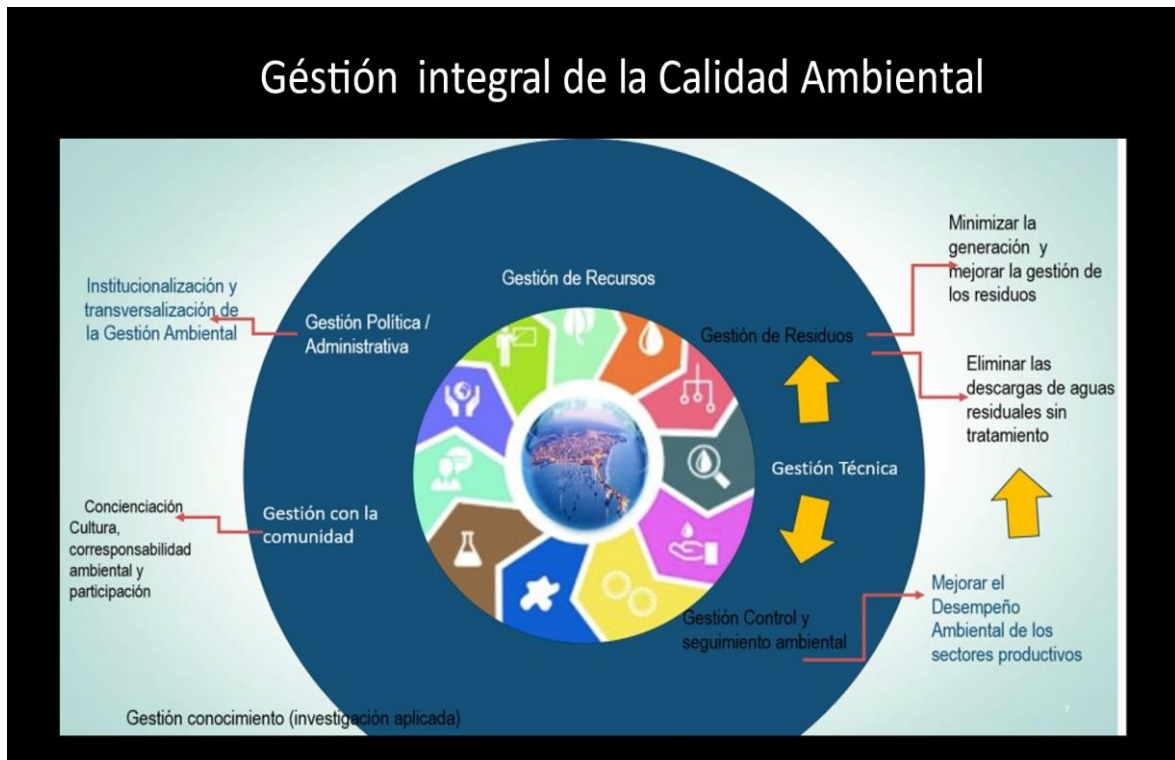 Géstión integral de la Calidad Ambiental
Gestión de Recursos
Institucionalización y
transversalización de
la Gestión Ambiental
Gestión Política /
Administrativa
Gestión de Residuos
Minimizar la
generación y
mejorar la gestión de
los residuos
Eliminar las
descargas de aguas
residuales sin
tratamiento
Gestión Técnica
Concienciación
Cultura,
corresponsabilidad
ambiental y
participación
Gestión con la
comunidad
Gestión Control y
seguimiento ambiental
Mejorar el
Desempeño
Ambiental de los
sectores productivos
Gestión conocimiento (investigación aplicada)
7